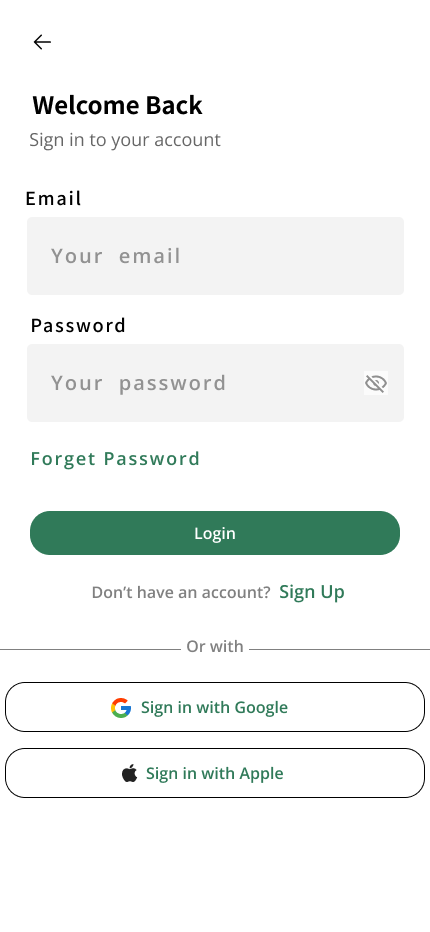 Welcome Back
Sign in to your account
Email
Your email
Password
Your password
Forget Password
Login
Don’t have an account? Sign Up
Or with
Sign in with Google
Sign in with Apple